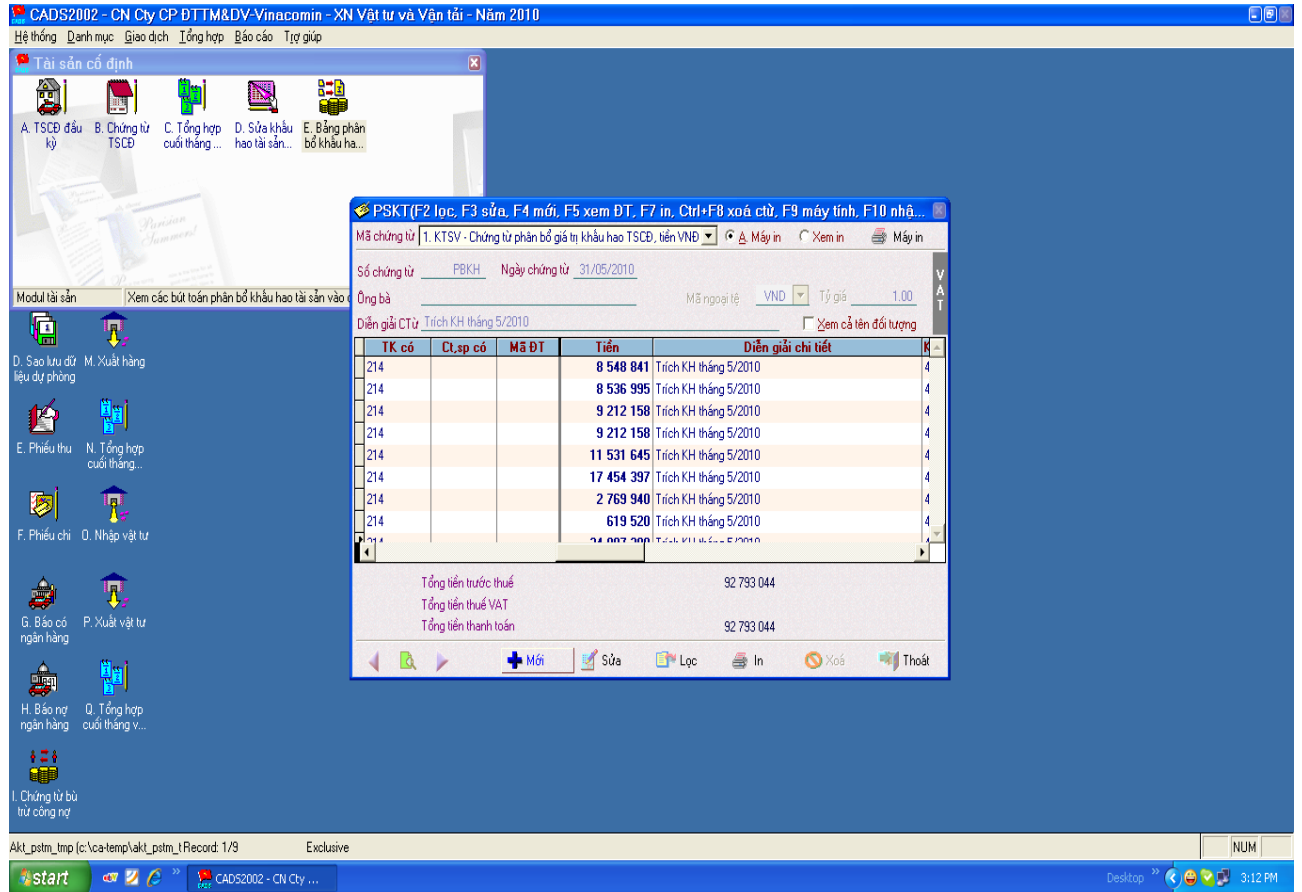 CADS2002 - CN Cty CP ĐTTM&DV-Vinacomin - XN Vật tư và Vận tải - Năm 2010
Hệ thống Danh mục Giao dịch Tổng hợp Báo cáo Trợ giúp
Tài sản cố định
A. TSCĐ đầu kỳ
B. Chứng từ TSCĐ
C. Tổng hợp cuối tháng ...
D. Sửa khấu hao tài sản...
E. Bảng phân bổ khấu ha...
Parisian
Summons!
Modul tài sản
Xem các bút toán phân bổ khấu hao tài sản vào
D. Sao lưu dữ liệu dự phòng
M. Xuất hàng
E. Phiếu thu
N. Tổng hợp cuối tháng...
F. Phiếu chi
O. Nhập vật tư
G. Báo có ngân hàng
P. Xuất vật tư
H. Báo nợ ngân hàng
Q. Tổng hợp cuối tháng v...
I. Chứng từ bù trừ công nợ
PSKT(F2 lọc, F3 sửa, F4 mới, F5 xem ĐT, F7 in, Ctrl+F8 xoá ctừ, F9 máy tính, F10 nhậ...
Mã chứng từ 1. KTSV - Chứng từ phân bổ giá trị khấu hao TSCĐ, tiền VNĐ A. Máy in Xem in Máy in
Số chứng từ PBKH Ngày chứng từ 31/05/2010
VAT
Ông bà Mã ngoại tệ VND Tỷ giá 1.00
Diễn giải CTừ Trích KH tháng 5/2010 Xem cả tên đối tượng
TK có Ct,sp có Mã ĐT Tiền Diễn giải chi tiết K
214 8 548 841 Trích KH tháng 5/2010 4
214 8 536 995 Trích KH tháng 5/2010 4
214 9 212 158 Trích KH tháng 5/2010 4
214 9 212 158 Trích KH tháng 5/2010 4
214 11 531 645 Trích KH tháng 5/2010 4
214 17 454 397 Trích KH tháng 5/2010 4
214 2 769 940 Trích KH tháng 5/2010 4
214 619 520 Trích KH tháng 5/2010 4
214 Trích KH tháng 5/2010
Tổng tiền trước thuế 92 793 044
Tổng tiền thuế VAT
Tổng tiền thanh toán 92 793 044
Mới Sửa Lọc In Xoá Thoát
Akt_pstm_tmp (c:\ca-temp\akt_pstm_t Record: 1/9 Exclusive NUM
start CADS2002 - CN Cty ... Desktop » 3:12 PM